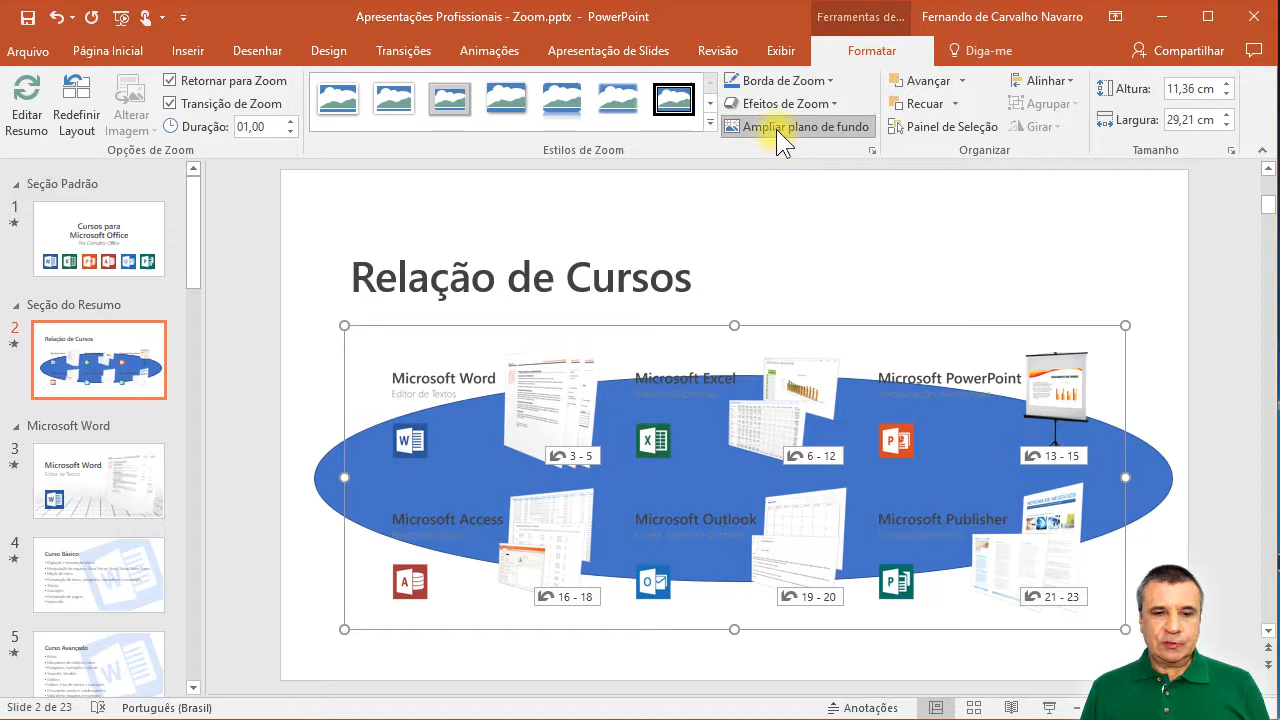 Apresentações Profissionais - Zoom.pptx - PowerPoint
Ferramentas de...
Fernando de Carvalho Navarro
Arquivo
Página Inicial
Inserir
Desenhar
Design
Transições
Animações
Apresentação de Slides
Revisão
Exibir
Formatar
Diga-me
Compartilhar
Editar Resumo
Redefinir Layout
Alterar Imagem
Retornar para Zoom
Transição de Zoom
Duração: 01,00
Opções de Zoom
Borda de Zoom
Efeitos de Zoom
Ampliar plano de fundo
Estilos de Zoom
Avançar
Recuar
Painel de Seleção
Alinhar
Agrupar
Girar
Organizar
Altura: 11,36 cm
Largura: 29,21 cm
Tamanho
Seção Padrão
1
Cursos para
Microsoft Office
Seção do Resumo
2
Relação de Cursos
Microsoft Word
3
Microsoft Word
Editor de Textos
4
Curso Básico
5
Curso Avançado
Relação de Cursos
Microsoft Word
Editor de Textos
3 - 5
Microsoft Excel
6 - 12
Microsoft PowerPoint
13 - 15
Microsoft Access
16 - 18
Microsoft Outlook
19 - 20
Microsoft Publisher
21 - 23
Slide 2 de 23
Português (Brasil)
Anotações